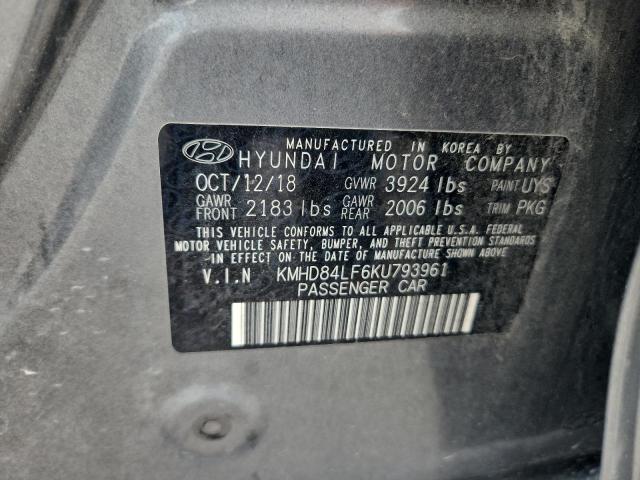 MANUFACTURED IN KOREA BY
HYUNDAI MOTOR COMPANY
OCT/12/18 GVWR 3924 lbs PAINT UYS
GAWR FRONT 2183 lbs GAWR REAR 2006 lbs TRIM PKG
THIS VEHICLE CONFORMS TO ALL APPLICABLE U.S.A. FEDERAL
MOTOR VEHICLE SAFETY, BUMPER, AND THEFT PREVENTION STANDARDS
IN EFFECT ON THE DATE OF MANUFACTURE SHOWN ABOVE.
V.I.N KMHD84LF6KU793961
PASSENGER CAR